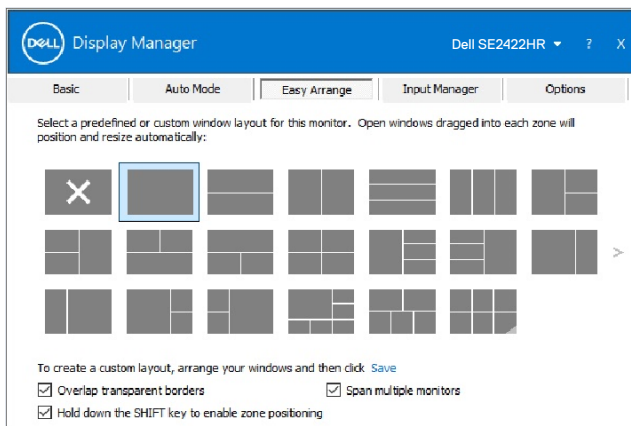 DELL Display Manager
Dell SE2422HR ? X
Basic Auto Mode Easy Arrange Input Manager Options
Select a predefined or custom window layout for this monitor. Open windows dragged into each zone will
position and resize automatically:
>
To create a custom layout, arrange your windows and then click Save
Overlap transparent borders Span multiple monitors
Hold down the SHIFT key to enable zone positioning